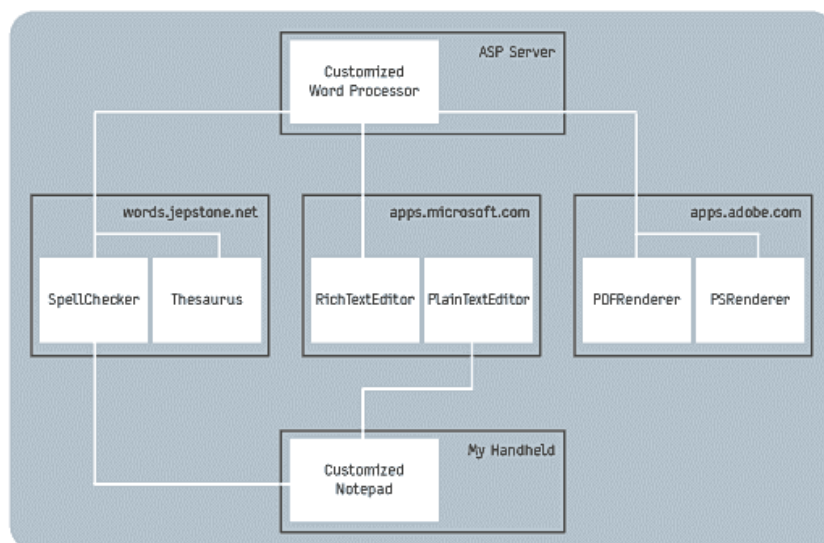 ASP Server
Customized
Word Processor
words.jepstone.net
apps.microsoft.com
apps.adobe.com
SpellChecker
Thesaurus
RichTextEditor
PlainTextEditor
PDFRenderer
PSRenderer
My Handheld
Customized
Notepad